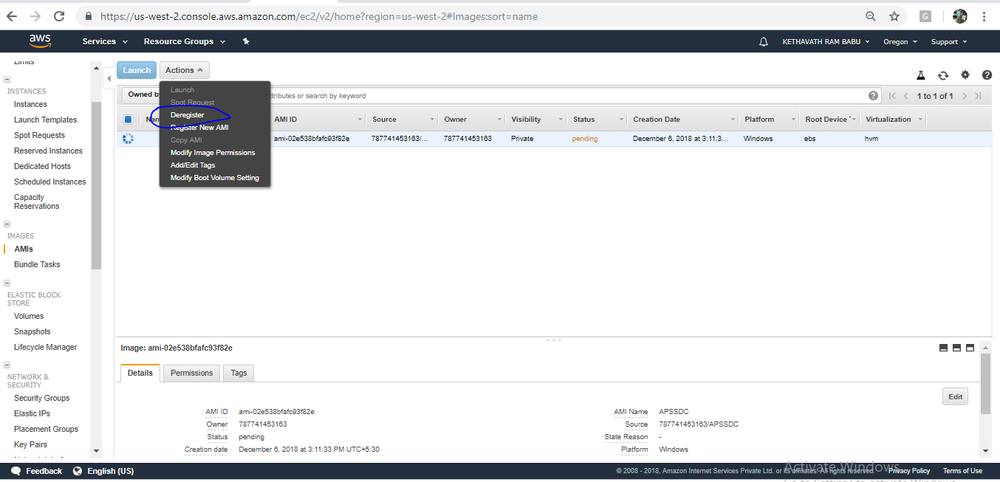 https://us-west-2.console.aws.amazon.com/ec2/v2/home?region=us-west-2#Images:sort=name
G
aws Services Resource Groups KETHAVATH RAM BABU Oregon Support
Limits
INSTANCES
Instances
Launch Templates
Spot Requests
Reserved Instances
Dedicated Hosts
Scheduled Instances
Capacity
Reservations
IMAGES
AMIs
Bundle Tasks
ELASTIC BLOCK
STORE
Volumes
Snapshots
Lifecycle Manager
NETWORK &
SECURITY
Security Groups
Elastic IPs
Placement Groups
Key Pairs
Launch Actions
Launch
Spot Request
Deregister
Register New AMI
Copy AMI
Modify Image Permissions
Add/Edit Tags
Modify Boot Volume Setting
Owned by ttributes or search by keyword 1 to 1 of 1
Nam AMI ID Source Owner Visibility Status Creation Date Platform Root Device T Virtualization
ami-02e538bfafc93f82e 787741453163/... 787741453163 Private pending December 6, 2018 at 3:11:3... Windows ebs hvm
Image: ami-02e538bfafc93f82e
Details Permissions Tags
Edit
AMI ID ami-02e538bfafc93f82e AMI Name APSSDC
Owner 787741453163 Source 787741453163/APSSDC
Status pending State Reason -
Creation date December 6, 2018 at 3:11:33 PM UTC+5:30 Platform Windows
Activate Windows
Feedback English (US) © 2008 - 2018, Amazon Internet Services Private Ltd. or its affiliates. All rights reserved. Privacy Policy Terms of Use
Go to Settings to activate Windows.